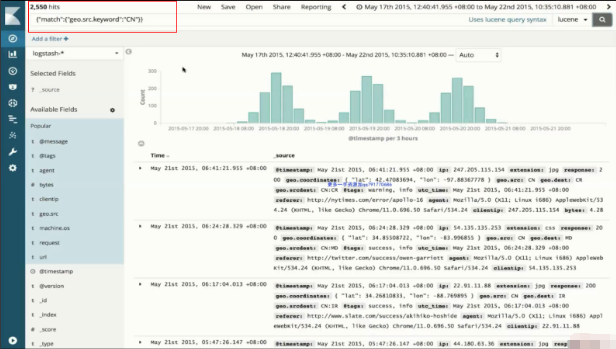 2,550 hits
New Save Open Share Reporting May 17th 2015, 12:40:41.955 +08:00 to May 22nd 2015, 10:35:10.881 +08:00
{"match":{"geo.src.keyword":"CN"}}
Uses lucene query syntax lucene
Add a filter +
logstash-*
May 17th 2015, 12:40:41.955 +08:00 - May 22nd 2015, 10:35:10.881 +08:00 — Auto
Selected Fields
? _source
Available Fields
Popular
t @message
t @tags
t agent
# bytes
t clientip
t geo.src
t machine.os
t request
t url
@timestamp
t @version
t _id
t _index
# _score
t _type
Count
300
200
100
0
2015-05-17 20:00 2015-05-18 08:00 2015-05-18 20:00 2015-05-19 08:00 2015-05-19 20:00 2015-05-20 08:00 2015-05-20 20:00 2015-05-21 08:00 2015-05-21 20:00
@timestamp per 3 hours
Time _source
May 21st 2015, 06:41:21.955 +08:00
@timestamp: May 21st 2015, 06:41:21.955 +08:00 ip: 247.205.115.154 extension: jpg response: 2
00 geo.coordinates: { "lat": 42.47083694, "lon": -97.88367778 } geo.src: CN geo.dest: CN
geo.srcdest: CN:CN @tags: warning, info utc_time: May 21st 2015, 06:41:21.955 +08:00
referer: http://nytimes.com/error/apollo-16 agent: Mozilla/5.0 (X11; Linux i686) AppleWebKit/53
4.24 (KHTML, like Gecko) Chrome/11.0.696.50 Safari/534.24 clientip: 247.205.115.154 bytes: 4.28
May 21st 2015, 06:24:28.329 +08:00
@timestamp: May 21st 2015, 06:24:28.329 +08:00 ip: 54.135.135.253 extension: css response: 20
0 geo.coordinates: { "lat": 34.85508722, "lon": -83.996855 } geo.src: CN geo.dest: MD
geo.srcdest: CN:MD @tags: success, info utc_time: May 21st 2015, 06:24:28.329 +08:00
referer: http://twitter.com/success/owen-garriott agent: Mozilla/5.0 (X11; Linux i686) AppleWeb
Kit/534.24 (KHTML, like Gecko) Chrome/11.0.696.50 Safari/534.24 clientip: 54.135.135.253
May 21st 2015, 06:17:04.013 +08:00
@timestamp: May 21st 2015, 06:17:04.013 +08:00 ip: 22.91.11.88 extension: jpg response: 200
geo.coordinates: { "lat": 34.26810833, "lon": -88.769895 } geo.src: CN geo.dest: IR
geo.srcdest: CN:IR @tags: success, info utc_time: May 21st 2015, 06:17:04.013 +08:00
referer: http://www.slate.com/success/akihiko-hoshide agent: Mozilla/5.0 (X11; Linux i686) Appl
eWebKit/534.24 (KHTML, like Gecko) Chrome/11.0.696.50 Safari/534.24 clientip: 22.91.11.88
May 21st 2015, 05:47:26.147 +08:00
@timestamp: May 21st 2015, 05:47:26.147 +08:00 ip: 44.180.63.36 extension: jpg